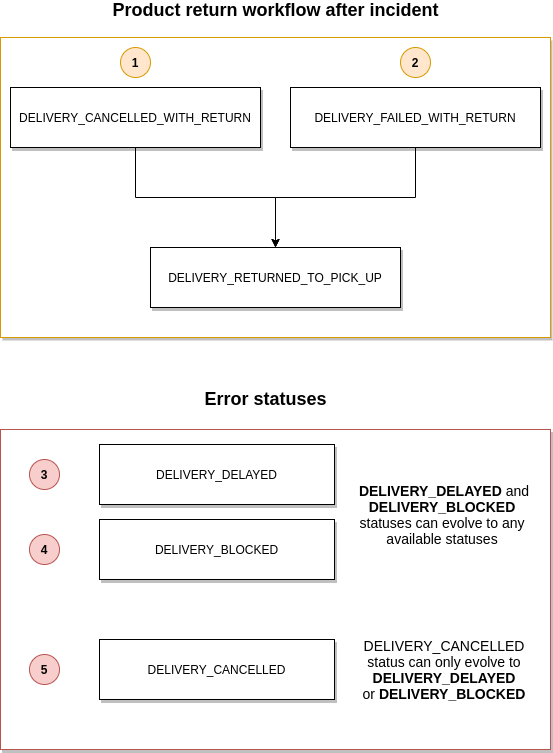 Product return workflow after incident
1
2
DELIVERY_CANCELLED_WITH_RETURN
DELIVERY_FAILED_WITH_RETURN
DELIVERY_RETURNED_TO_PICK_UP
Error statuses
3
DELIVERY_DELAYED
4
DELIVERY_BLOCKED
DELIVERY_DELAYED and
DELIVERY_BLOCKED
statuses can evolve to any
available statuses
5
DELIVERY_CANCELLED
DELIVERY_CANCELLED
status can only evolve to
DELIVERY_DELAYED
or DELIVERY_BLOCKED